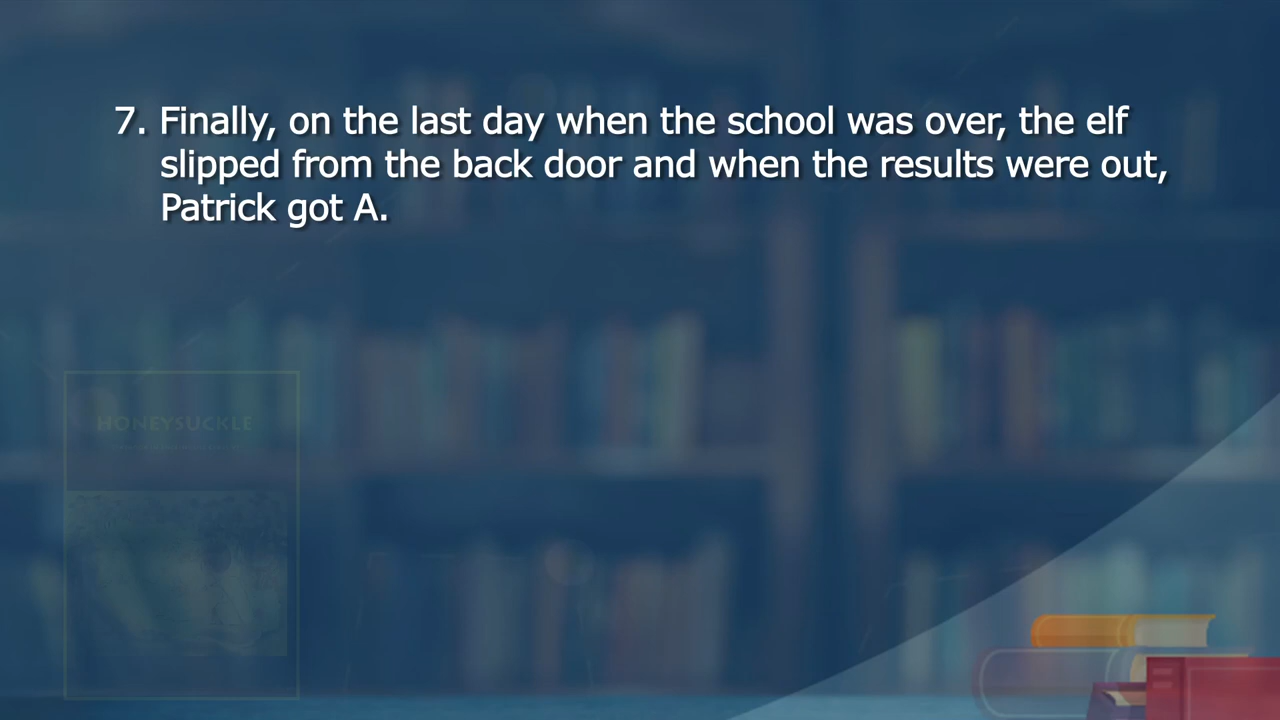 7. Finally, on the last day when the school was over, the elf
slipped from the back door and when the results were out,
Patrick got A.
HONEYSUCKLE